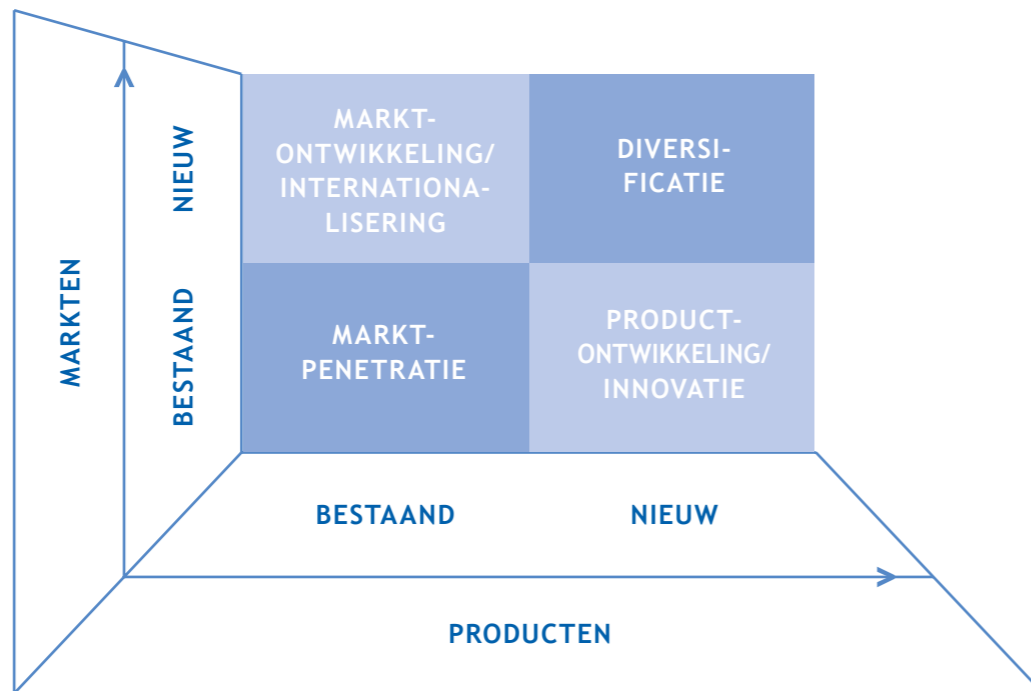 MARKTEN
NIEUW
BESTAAND
MARKT-
ONTWIKKELING/
INTERNATIONA-
LISERING
DIVERSI-
FICATIE
MARKT-
PENETRATIE
PRODUCT-
ONTWIKKELING/
INNOVATIE
BESTAAND
NIEUW
PRODUCTEN